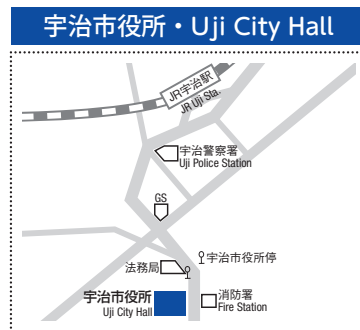 宇治市役所・Uji City Hall
JR宇治駅
JR Uji Sta.
宇治警察署
Uji Police Station
GS
宇治市役所停
法務局
宇治市役所
Uji City Hall
消防署
Fire Station